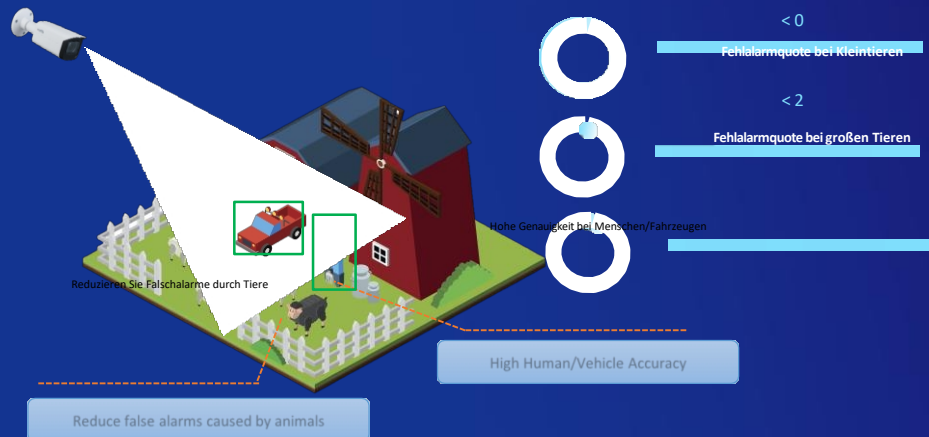 < 0
Fehlalarmquote bei Kleintieren
< 2
Fehlalarmquote bei großen Tieren
Hohe Genauigkeit bei Menschen/Fahrzeugen
Reduzieren Sie Falschalarme durch Tiere
High Human/Vehicle Accuracy
Reduce false alarms caused by animals